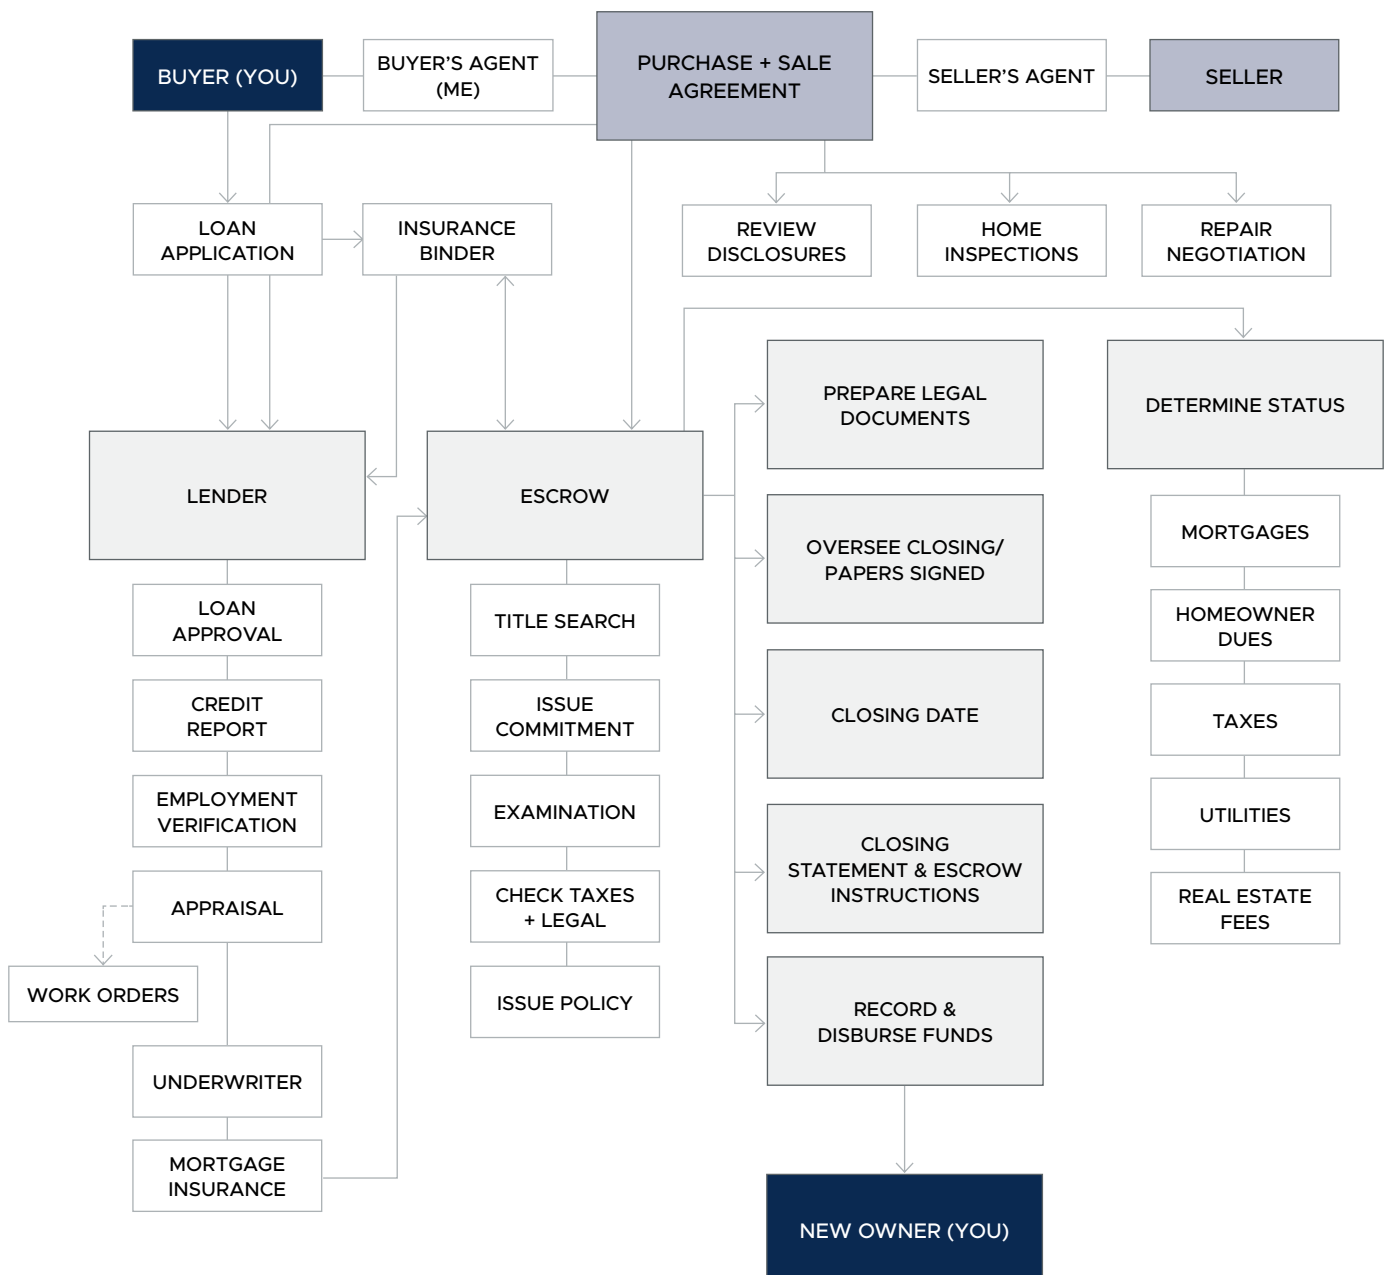 BUYER (YOU)
BUYER'S AGENT
(ME)
PURCHASE + SALE
AGREEMENT
SELLER'S AGENT
SELLER
LOAN
APPLICATION
INSURANCE
BINDER
REVIEW
DISCLOSURES
HOME
INSPECTIONS
REPAIR
NEGOTIATION
LENDER
ESCROW
PREPARE LEGAL
DOCUMENTS
DETERMINE STATUS
LOAN
APPROVAL
CREDIT
REPORT
EMPLOYMENT
VERIFICATION
APPRAISAL
WORK ORDERS
UNDERWRITER
MORTGAGE
INSURANCE
TITLE SEARCH
ISSUE
COMMITMENT
EXAMINATION
CHECK TAXES
+ LEGAL
ISSUE POLICY
OVERSEE CLOSING/
PAPERS SIGNED
CLOSING DATE
CLOSING
STATEMENT & ESCROW
INSTRUCTIONS
RECORD &
DISBURSE FUNDS
NEW OWNER (YOU)
MORTGAGES
HOMEOWNER
DUES
TAXES
UTILITIES
REAL ESTATE
FEES